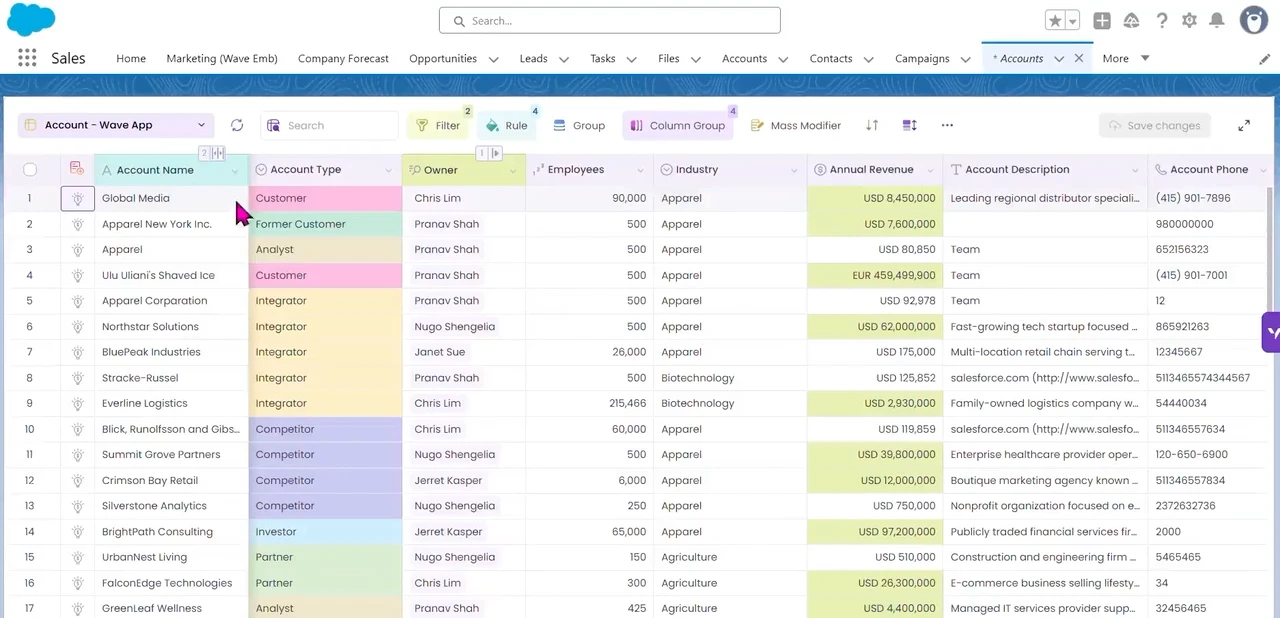 Search...
Sales Home Marketing (Wave Emb) Company Forecast Opportunities Leads Tasks Files Accounts Contacts Campaigns * Accounts More
Account - Wave App Search Filter 2 Rule 4 Group Column Group 4 Mass Modifier Save changes
2 1
Account Name Account Type Owner Employees Industry Annual Revenue Account Description Account Phone
1 Global Media Customer Chris Lim 90,000 Apparel USD 8,450,000 Leading regional distributor speciali... (415) 901-7896
2 Apparel New York Inc. Former Customer Pranav Shah 500 Apparel USD 7,600,000 980000000
3 Apparel Analyst Pranav Shah 500 Apparel USD 80,850 Team 652156323
4 Ulu Uliani's Shaved Ice Customer Pranav Shah 500 Apparel EUR 459,499,900 Team (415) 901-7001
5 Apparel Corparation Integrator Pranav Shah 500 Apparel USD 92,978 Team 12
6 Northstar Solutions Integrator Nugo Shengelia 500 Apparel USD 62,000,000 Fast-growing tech startup focused ... 865921263
7 BluePeak Industries Integrator Janet Sue 26,000 Apparel USD 175,000 Multi-location retail chain serving t... 12345667
8 Stracke-Russel Integrator Pranav Shah 500 Biotechnology USD 125,852 salesforce.com (http://www.salesfo... 5113465574344567
9 Everline Logistics Integrator Chris Lim 215,466 Biotechnology USD 2,930,000 Family-owned logistics company w... 54440034
10 Blick, Runolfsson and Gibs... Competitor Chris Lim 60,000 Apparel USD 119,859 salesforce.com (http://www.salesfo... 511346557634
11 Summit Grove Partners Competitor Nugo Shengelia 500 Apparel USD 39,800,000 Enterprise healthcare provider oper... 120-650-6900
12 Crimson Bay Retail Competitor Jerret Kasper 6,000 Apparel USD 12,000,000 Boutique marketing agency known ... 511346557834
13 Silverstone Analytics Competitor Nugo Shengelia 250 Apparel USD 750,000 Nonprofit organization focused on e... 2372632736
14 BrightPath Consulting Investor Jerret Kasper 65,000 Apparel USD 97,200,000 Publicly traded financial services fir... 2000
15 UrbanNest Living Partner Nugo Shengelia 150 Agriculture USD 510,000 Construction and engineering firm ... 5465465
16 FalconEdge Technologies Partner Chris Lim 300 Agriculture USD 26,300,000 E-commerce business selling lifesty... 34
17 GreenLeaf Wellness Analyst Pranav Shah 425 Agriculture USD 4,400,000 Managed IT services provider supp... 32456465